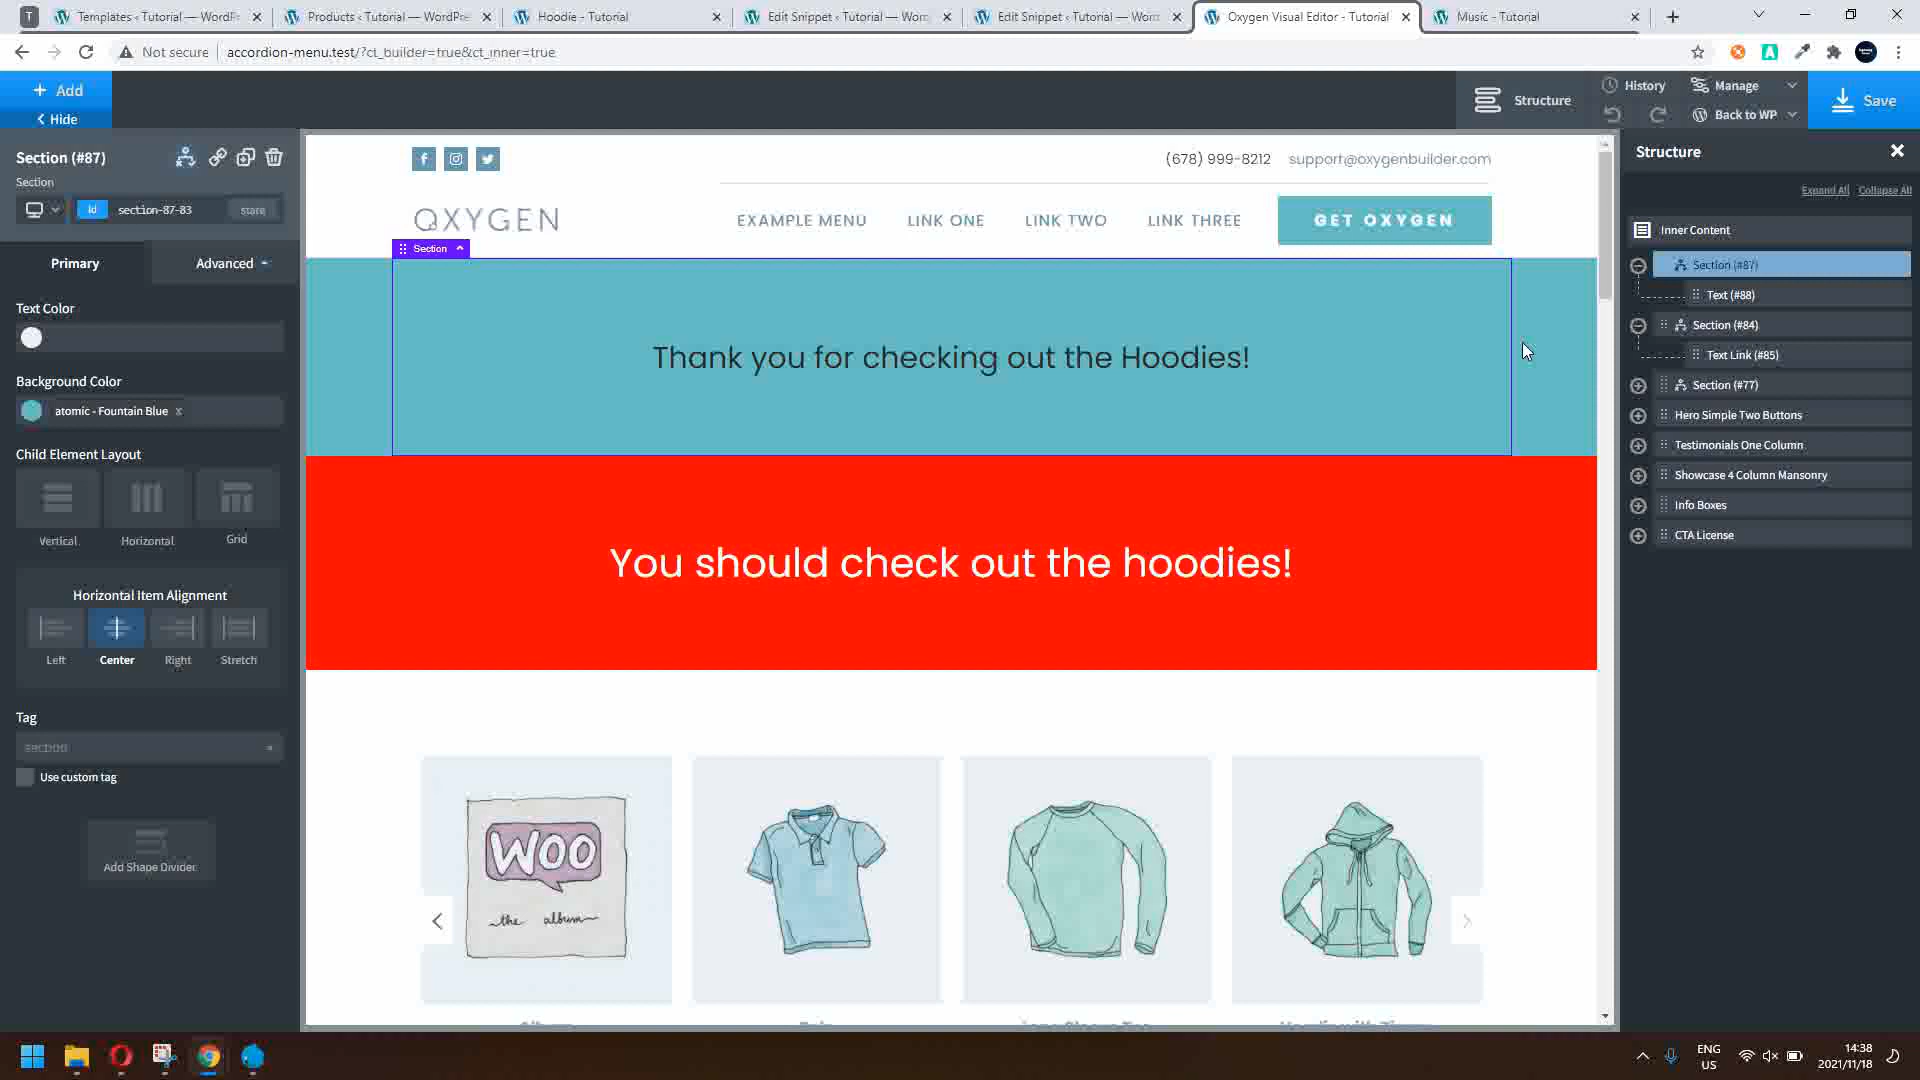 T
Templates ‹ Tutorial — WordPr
Products ‹ Tutorial — WordPre
Hoodie - Tutorial
Edit Snippet ‹ Tutorial — Word
Edit Snippet ‹ Tutorial — Word
Oxygen Visual Editor - Tutorial
Music - Tutorial
Not secure
accordion-menu.test/?ct_builder=true&ct_inner=true
A
+ Add
Hide
Structure
History
Manage
Back to WP
Save
Section (#87)
Section
id
section-87-83
state
Primary
Advanced
Text Color
Background Color
atomic - Fountain Blue x
Child Element Layout
Vertical
Horizontal
Grid
Horizontal Item Alignment
Left
Center
Right
Stretch
Tag
section
Use custom tag
Add Shape Divider
(678) 999-8212
support@oxygenbuilder.com
OXYGEN
EXAMPLE MENU
LINK ONE
LINK TWO
LINK THREE
GET OXYGEN
Section
Thank you for checking out the Hoodies!
You should check out the hoodies!
WOO
the album
Structure
Expand All
Collapse All
Inner Content
Section (#87)
Text (#88)
Section (#84)
Text Link (#85)
Section (#77)
Hero Simple Two Buttons
Testimonials One Column
Showcase 4 Column Mansonry
Info Boxes
CTA License
ENG
US
14:38
2021/11/18